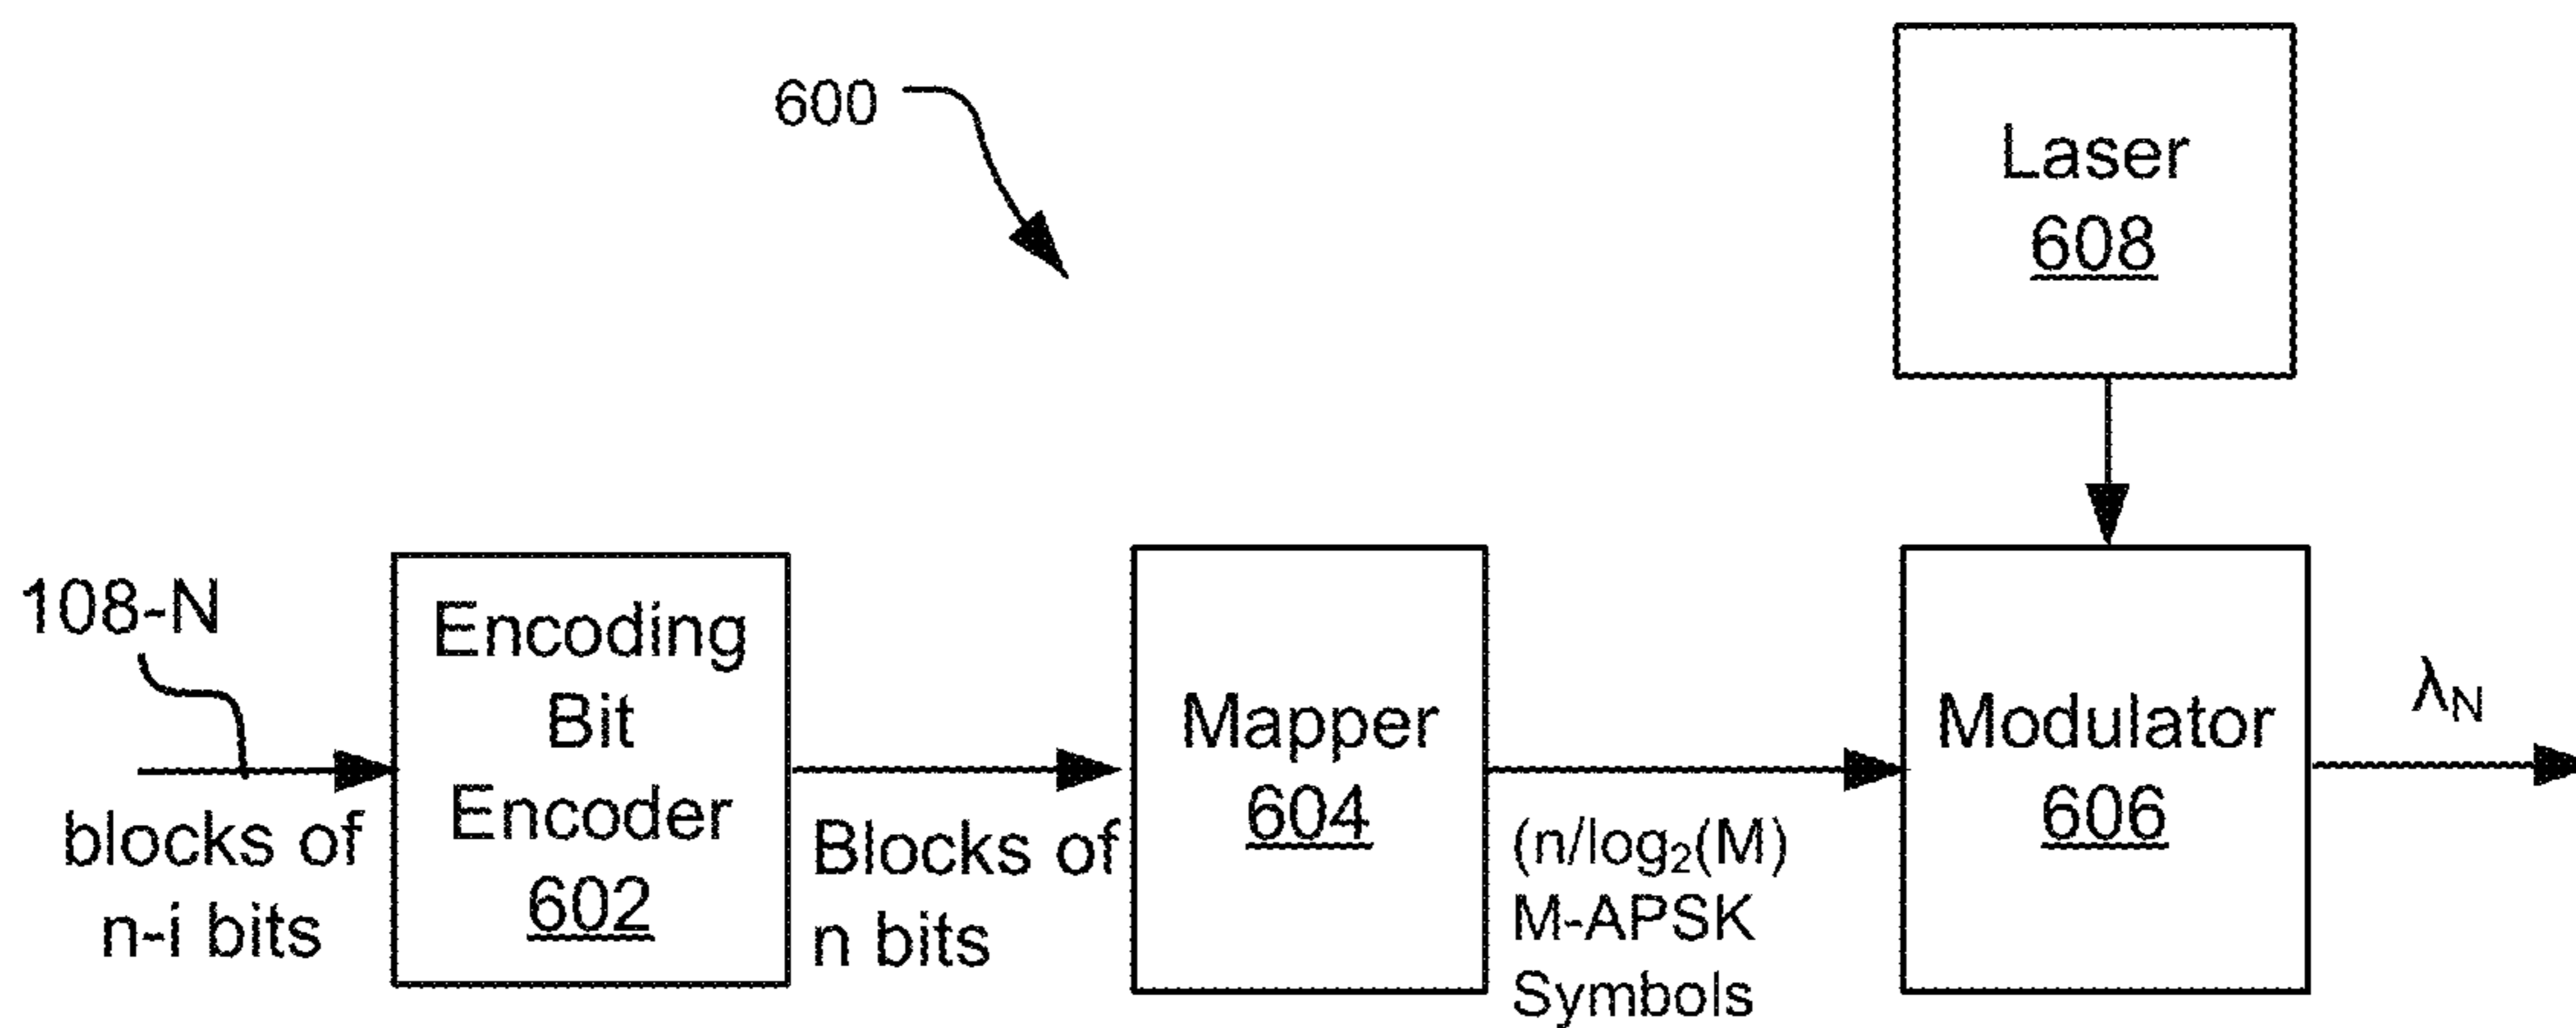 600
Laser
608
108-N
blocks of
n-i bits
Encoding
Bit
Encoder
602
Blocks of
n bits
Mapper
604
(n/log₂(M)
M-APSK
Symbols
Modulator
606
λ_N